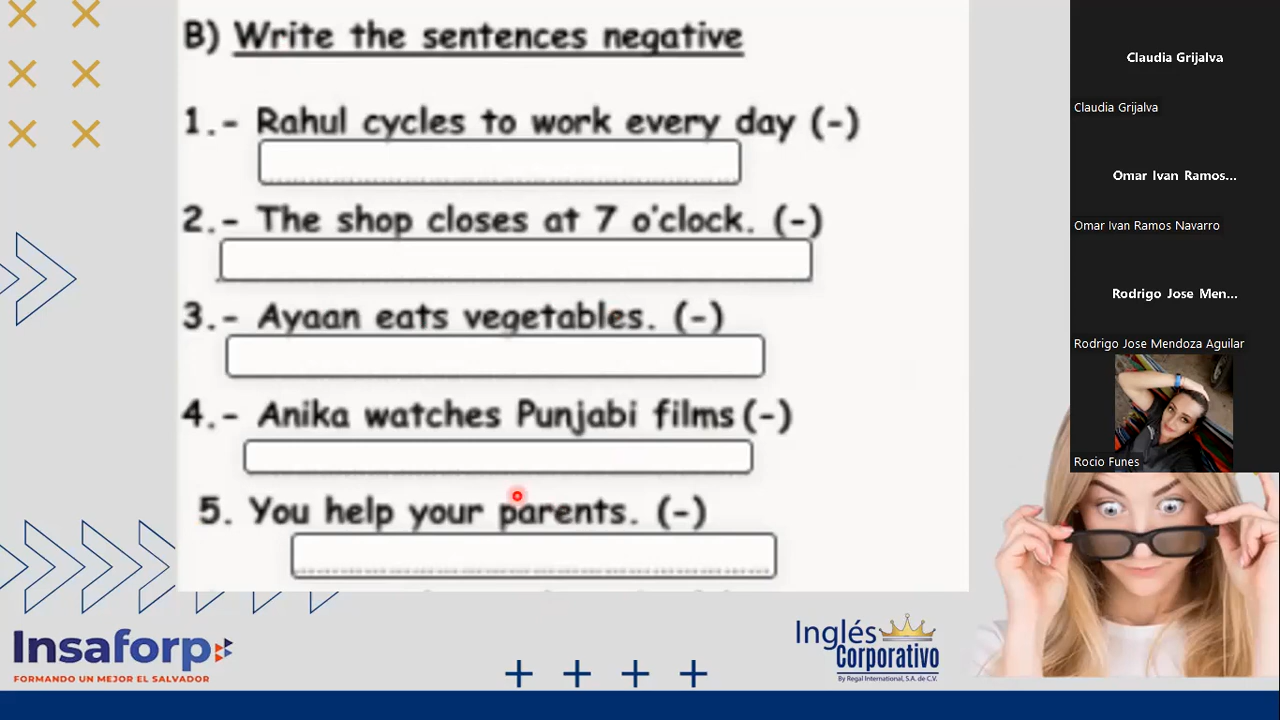 B) Write the sentences negative
1.- Rahul cycles to work every day (-)
2.- The shop closes at 7 o'clock. (-)
3.- Ayaan eats vegetables. (-)
4.- Anika watches Punjabi films (-)
5. You help your parents. (-)
Insaforp
FORMANDO UN MEJOR EL SALVADOR
Inglés
Corporativo
By Regal International, S.A. de C.V.
Claudia Grijalva
Claudia Grijalva
Omar Ivan Ramos...
Omar Ivan Ramos Navarro
Rodrigo Jose Men...
Rodrigo Jose Mendoza Aguilar
Rocio Funes